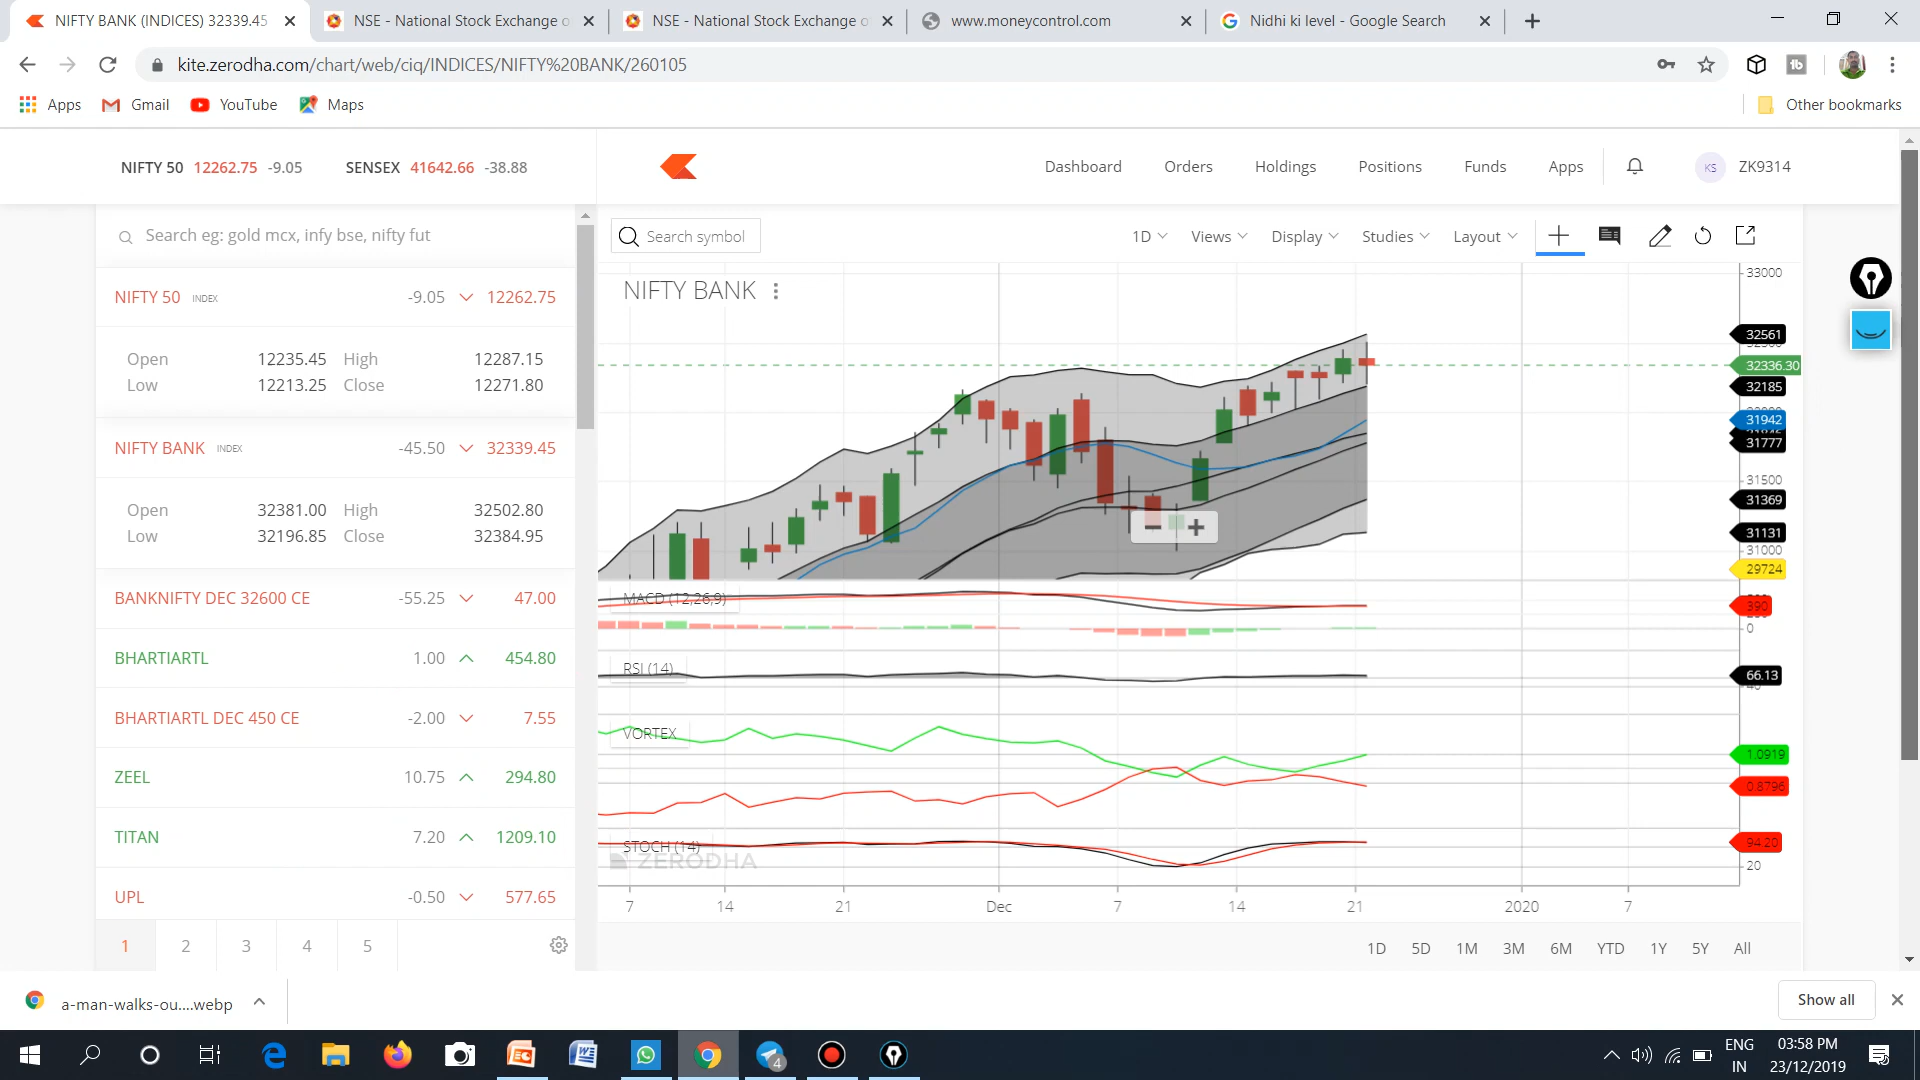 NIFTY BANK (INDICES) 32339.45
NSE - National Stock Exchange o
NSE - National Stock Exchange o
www.moneycontrol.com
Nidhi ki level - Google Search
kite.zerodha.com/chart/web/ciq/INDICES/NIFTY%20BANK/260105
Apps Gmail YouTube Maps Other bookmarks
NIFTY 50 12262.75 -9.05 SENSEX 41642.66 -38.88
Dashboard Orders Holdings Positions Funds Apps KS ZK9314
Search eg: gold mcx, infy bse, nifty fut
Search symbol 1D Views Display Studies Layout
NIFTY 50 INDEX -9.05 12262.75
Open 12235.45 High 12287.15
Low 12213.25 Close 12271.80
NIFTY BANK INDEX -45.50 32339.45
Open 32381.00 High 32502.80
Low 32196.85 Close 32384.95
BANKNIFTY DEC 32600 CE -55.25 47.00
BHARTIARTL 1.00 454.80
BHARTIARTL DEC 450 CE -2.00 7.55
ZEEL 10.75 294.80
TITAN 7.20 1209.10
UPL -0.50 577.65
1 2 3 4 5
NIFTY BANK
33000
32561
32336.30
32185
31942
31777
31500
31369
31131
31000
29724
MACD (12,26,9)
390
0
RSI (14)
66.13
VORTEX
1.0919
0.8796
STOCH (14)
94.20
20
ZERODHA
7 14 21 Dec 7 14 21 2020 7
1D 5D 1M 3M 6M YTD 1Y 5Y All
a-man-walks-ou....webp Show all
4
ENG
IN
03:58 PM
23/12/2019